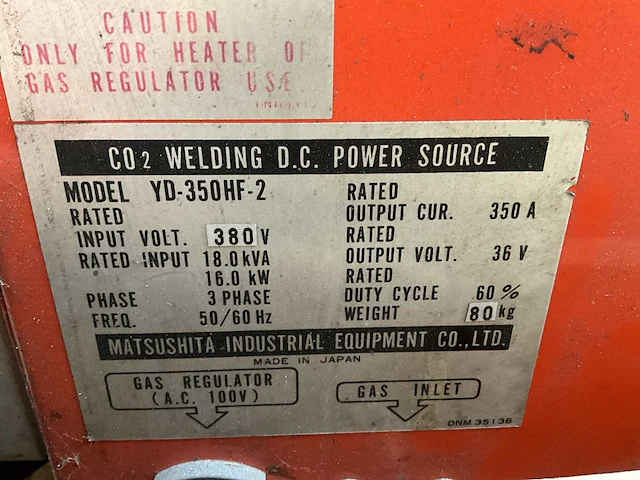 CAUTION
ONLY FOR HEATER OF
GAS REGULATOR USE
CO2 WELDING D.C. POWER SOURCE
MODEL YD-350HF-2
RATED
INPUT VOLT. 380 V
RATED INPUT 18.0 kVA
16.0 kW
PHASE 3 PHASE
FREQ. 50/60 Hz
RATED
OUTPUT CUR. 350 A
RATED
OUTPUT VOLT. 36 V
RATED
DUTY CYCLE 60 %
WEIGHT 80 kg
MATSUSHITA INDUSTRIAL EQUIPMENT CO., LTD.
MADE IN JAPAN
GAS REGULATOR
(A.C. 100V)
GAS INLET
DNM 35136